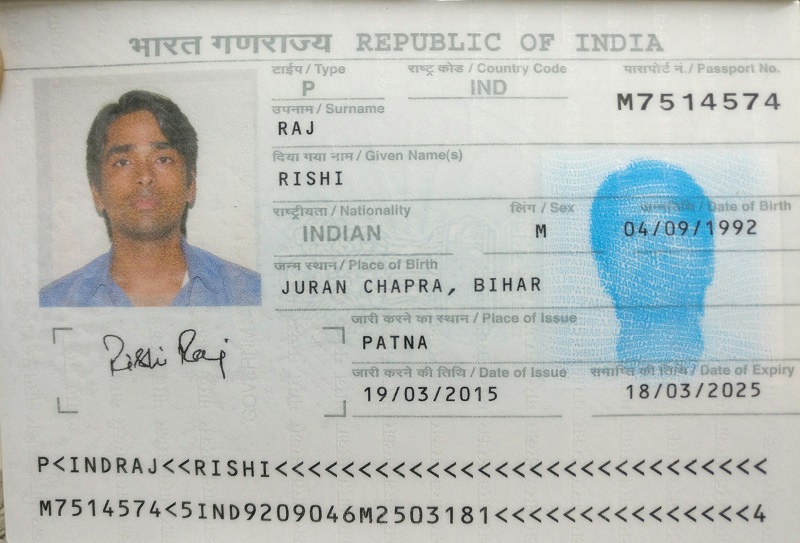 भारत गणराज्य REPUBLIC OF INDIA
टाईप / Type राष्ट्र कोड / Country Code पासपोर्ट नं. / Passport No.
P IND M7514574
उपनाम / Surname
RAJ
दिया गया नाम / Given Name(s)
RISHI
राष्ट्रीयता / Nationality लिंग / Sex जन्मतिथि / Date of Birth
INDIAN M 04/09/1992
जन्म स्थान / Place of Birth
JURAN CHAPRA, BIHAR
जारी करने का स्थान / Place of Issue
Rishi Raj PATNA
जारी करने की तिथि / Date of Issue समाप्ति की तिथि / Date of Expiry
19/03/2015 18/03/2025
P<INDRAJ<<RISHI<<<<<<<<<<<<<<<<<<<<<<<<<<<<<
M7514574<5IND9209046M2503181<<<<<<<<<<<<<<<4